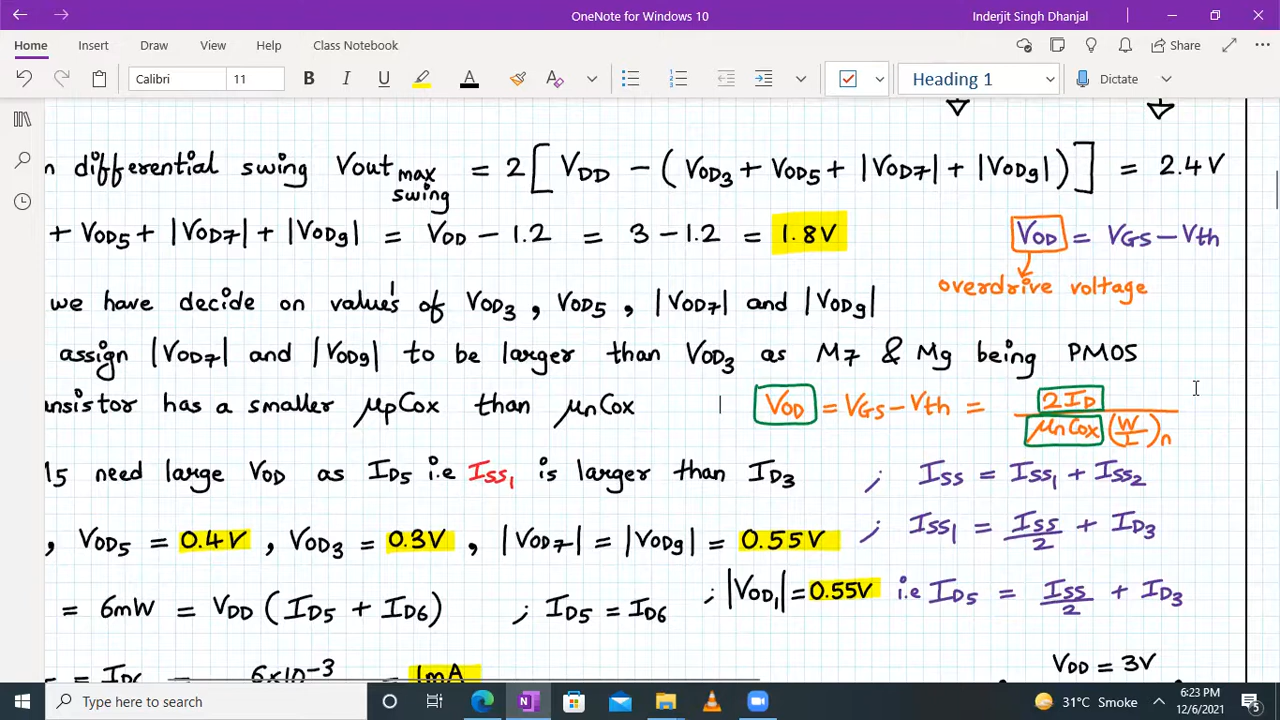 OneNote for Windows 10
Inderjit Singh Dhanjal
Home Insert Draw View Help Class Notebook
Share
Calibri 11 B I U A Heading 1 Dictate
n differential swing Vout max swing = 2[VDD - (VOD3 + VOD5 + |VOD7| + |VOD9|)] = 2.4V
+ VOD5 + |VOD7| + |VOD9| = VDD - 1.2 = 3 - 1.2 = 1.8V
VOD = VGS - Vth
overdrive voltage
we have decide on value's of VOD3, VOD5, |VOD7| and |VOD9|
assign |VOD7| and |VOD9| to be larger than VOD3 as M7 & M9 being PMOS
nsistor has a smaller μpCox than μnCox
VOD = VGS - Vth = 2ID / μnCox (W/L)n
15 need large VOD as ID5 i.e ISS1 is larger than ID3 ; ISS = ISS1 + ISS2
, VOD5 = 0.4V, VOD3 = 0.3V, |VOD7| = |VOD9| = 0.55V ; ISS1 = ISS/2 + ID3
; |VOD1| = 0.55V i.e ID5 = ISS/2 + ID3
= 6mW = VDD (ID5 + ID6) ; ID5 = ID6
VDD = 3V
6x10-3 = 1mA
Type here to search
31°C Smoke
6:23 PM
12/6/2021
5